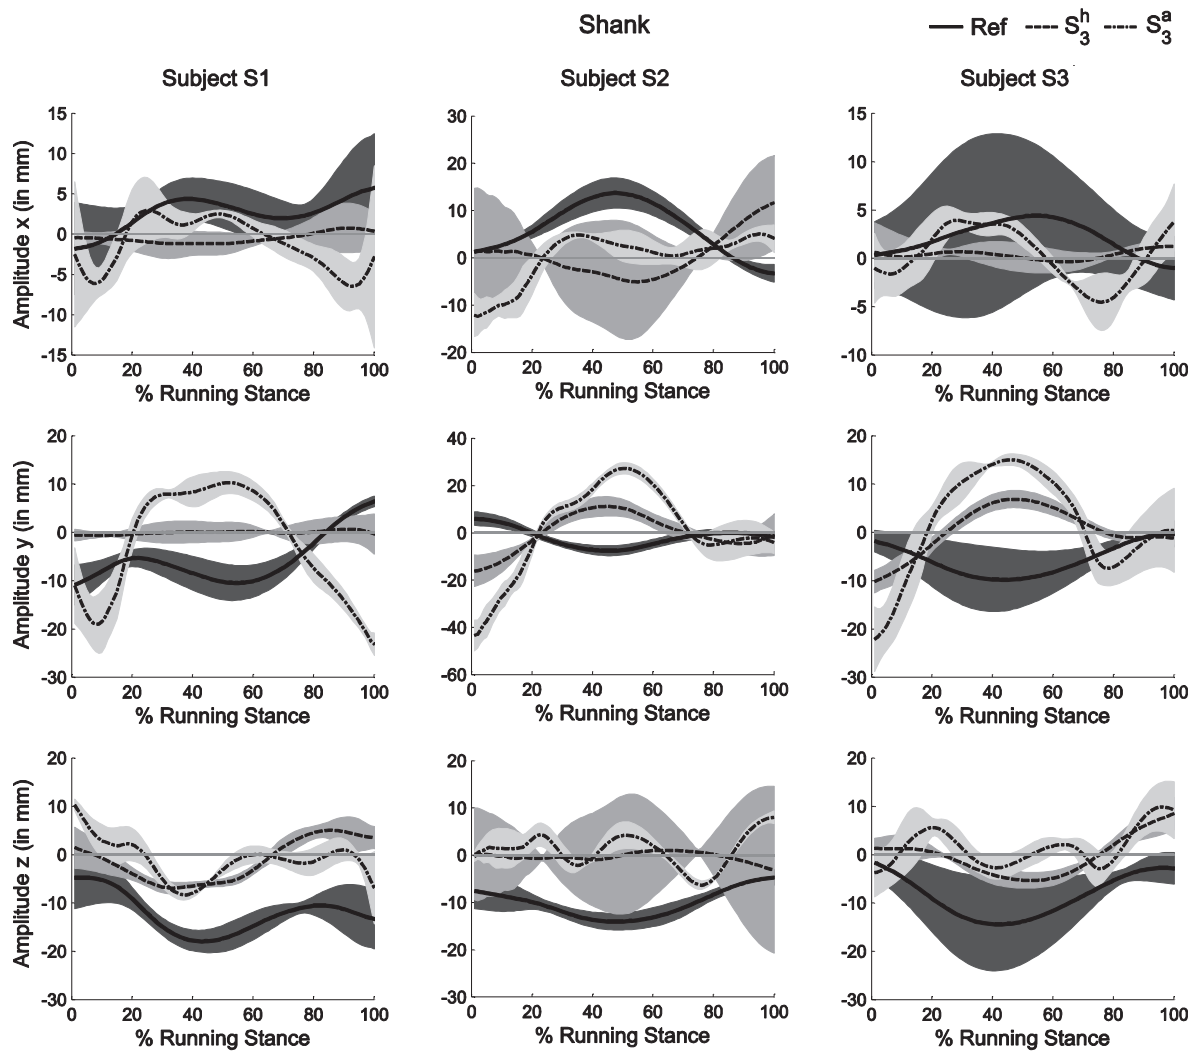 Shank
Ref S₃ʰ S₃ᵃ
Subject S1 Subject S2 Subject S3
Amplitude x (in mm)
15 10 5 0 -5 -10 -15
0 20 40 60 80 100
% Running Stance
30 20 10 0 -10 -20
0 20 40 60 80 100
% Running Stance
15 10 5 0 -5 -10
0 20 40 60 80 100
% Running Stance
Amplitude y (in mm)
20 10 0 -10 -20 -30
0 20 40 60 80 100
% Running Stance
40 20 0 -20 -40 -60
0 20 40 60 80 100
% Running Stance
20 10 0 -10 -20 -30
0 20 40 60 80 100
% Running Stance
Amplitude z (in mm)
20 10 0 -10 -20 -30
0 20 40 60 80 100
% Running Stance
20 10 0 -10 -20 -30
0 20 40 60 80 100
% Running Stance
20 10 0 -10 -20 -30
0 20 40 60 80 100
% Running Stance